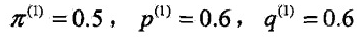 π⁽¹⁾ = 0.5 , p⁽¹⁾ = 0.6, q⁽¹⁾ = 0.6